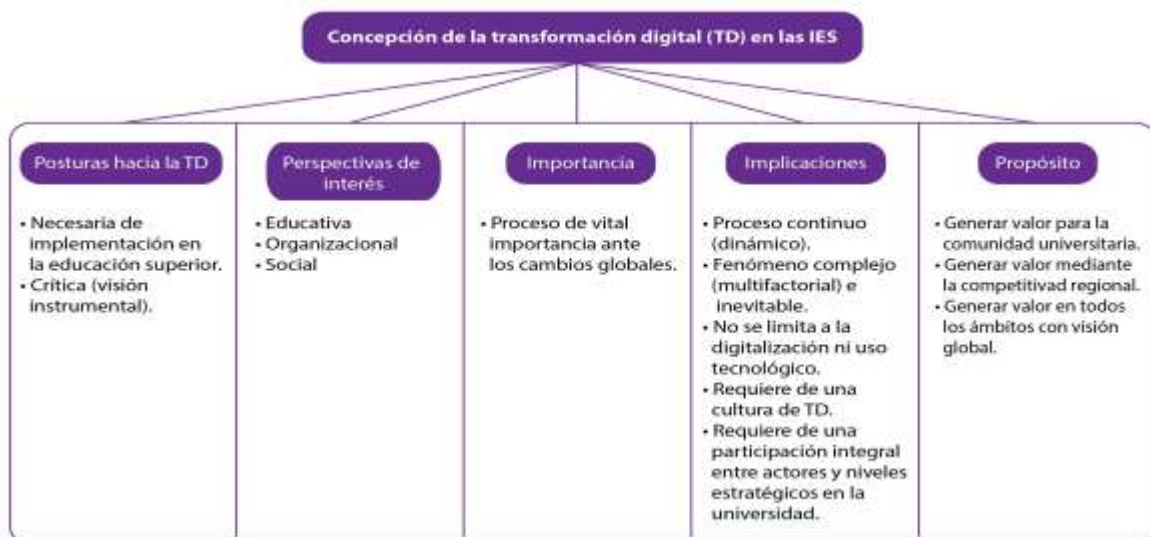 Concepción de la transformación digital (TD) en las IES
Posturas hacia la TD
• Necesaria de
implementación en
la educación superior.
• Crítica (visión
instrumental).
Perspectivas de
interés
• Educativa
• Organizacional
• Social
Importancia
• Proceso de vital
importancia ante
los cambios globales.
Implicaciones
• Proceso continuo
(dinámico).
• Fenómeno complejo
(multifactorial) e
inevitable.
• No se limita a la
digitalización ni uso
tecnológico.
• Requiere de una
cultura de TD.
• Requiere de una
participación integral
entre actores y niveles
estratégicos en la
universidad.
Propósito
• Generar valor para la
comunidad universitaria.
• Generar valor mediante
la competitivad regional.
• Generar valor en todos
los ámbitos con visión
global.